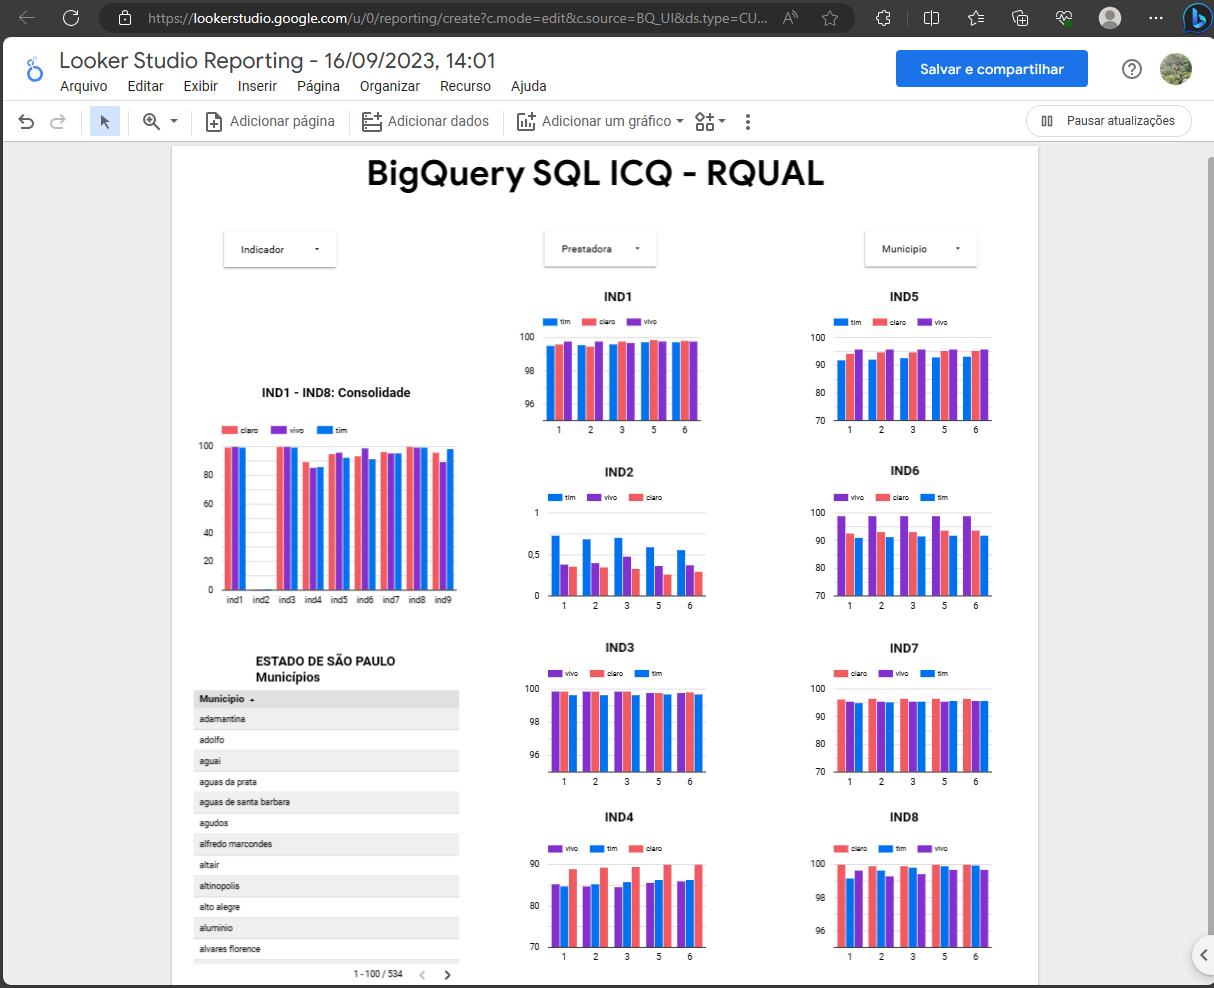 https://lookerstudio.google.com/u/0/reporting/create?c.mode=edit&c.source=BQ_UI&ds.type=CU...
Looker Studio Reporting - 16/09/2023, 14:01
Arquivo Editar Exibir Inserir Página Organizar Recurso Ajuda
Salvar e compartilhar
Adicionar página Adicionar dados Adicionar um gráfico
Pausar atualizações
BigQuery SQL ICQ - RQUAL
Indicador
Prestadora
Municipio
IND1 - IND8: Consolidade
claro vivo tim
100
80
60
40
20
0
ind1 ind2 ind3 ind4 ind5 ind6 ind7 ind8 ind9
ESTADO DE SÃO PAULO
Municípios
Municipio
adamantina
adolfo
aguai
aguas da prata
aguas de santa barbara
agudos
alfredo marcondes
altair
altinopolis
alto alegre
aluminio
alvares florence
1 - 100 / 534
IND1
tim claro vivo
100
98
96
1 2 3 5 6
IND2
tim vivo claro
1
0,5
0
1 2 3 5 6
IND3
vivo claro tim
100
98
96
1 2 3 5 6
IND4
vivo tim claro
90
80
70
1 2 3 5 6
IND5
tim claro vivo
100
90
80
70
1 2 3 5 6
IND6
vivo claro tim
100
90
80
70
1 2 3 5 6
IND7
claro vivo tim
100
90
80
70
1 2 3 5 6
IND8
claro tim vivo
100
98
96
1 2 3 5 6